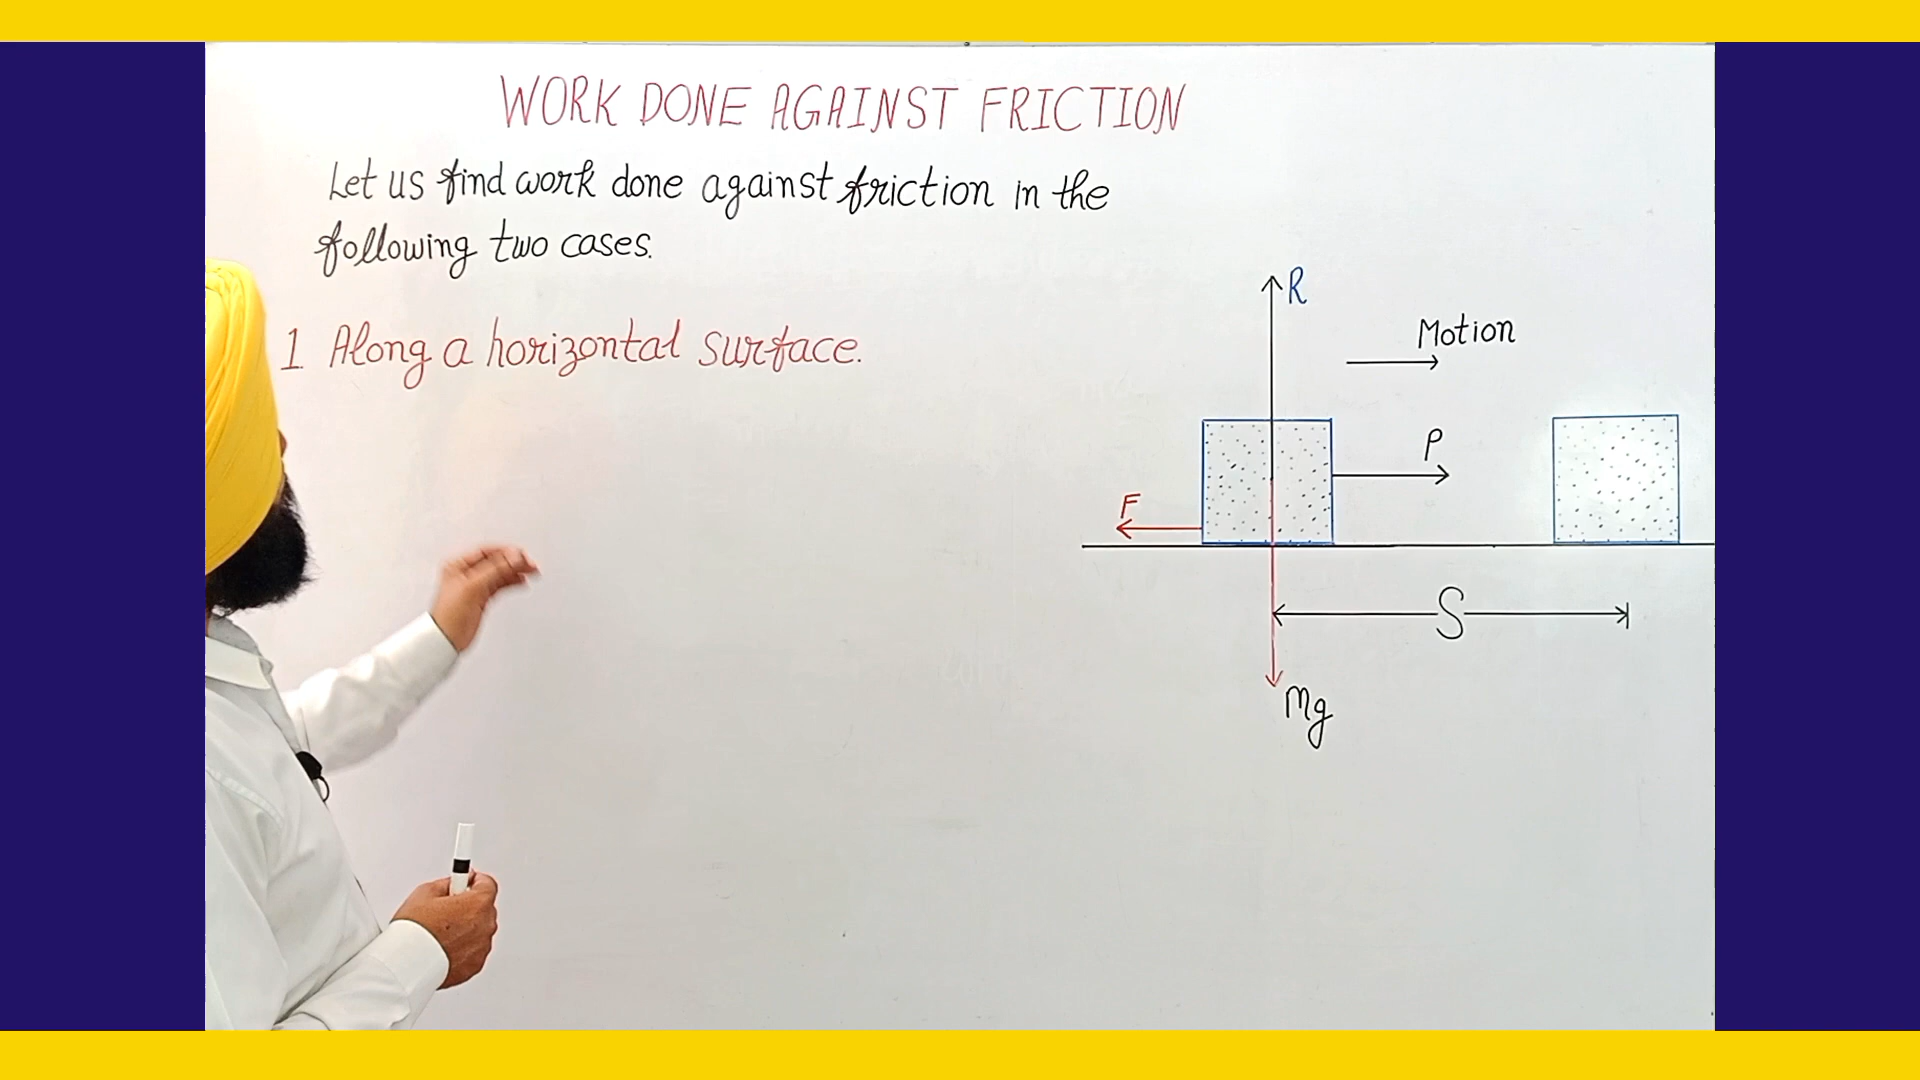 WORK DONE AGAINST FRICTION
Let us find work done against friction in the
following two cases.
1. Along a horizontal surface.
R
Motion
P
F
S
Mg